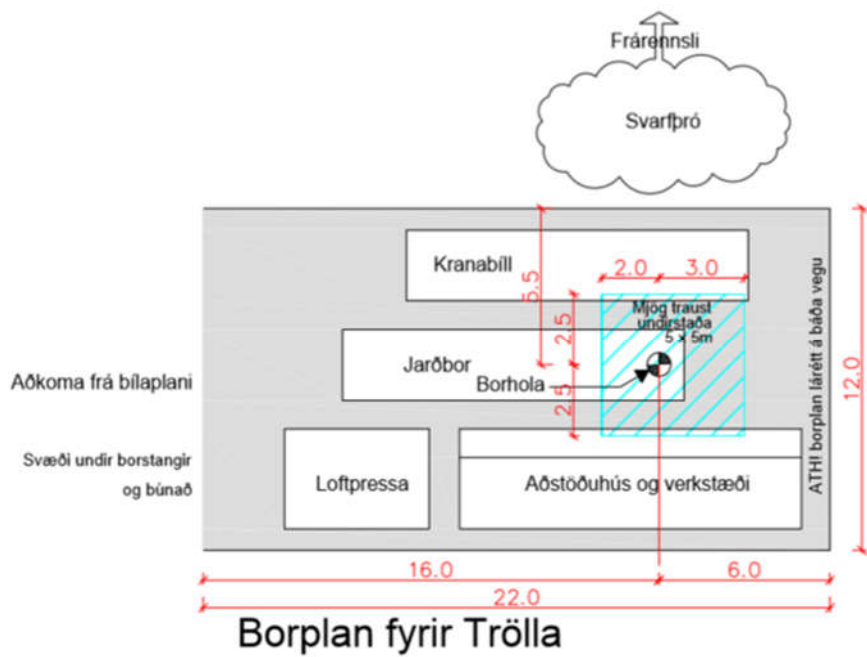 Frárennsli
Svarfþró
Kranabíll
2.0
3.0
5.5
2.5
Mjög traust
undirstaða
5 x 5m
Jarðbor
Borhola
2.5
Aðkoma frá bílaplani
Svæði undir borstangir
og búnað
Loftpressa
Aðstöðuhús og verkstæði
ATH! borplan lárétt á báða vegu
12.0
16.0
6.0
22.0
Borplan fyrir Trölla